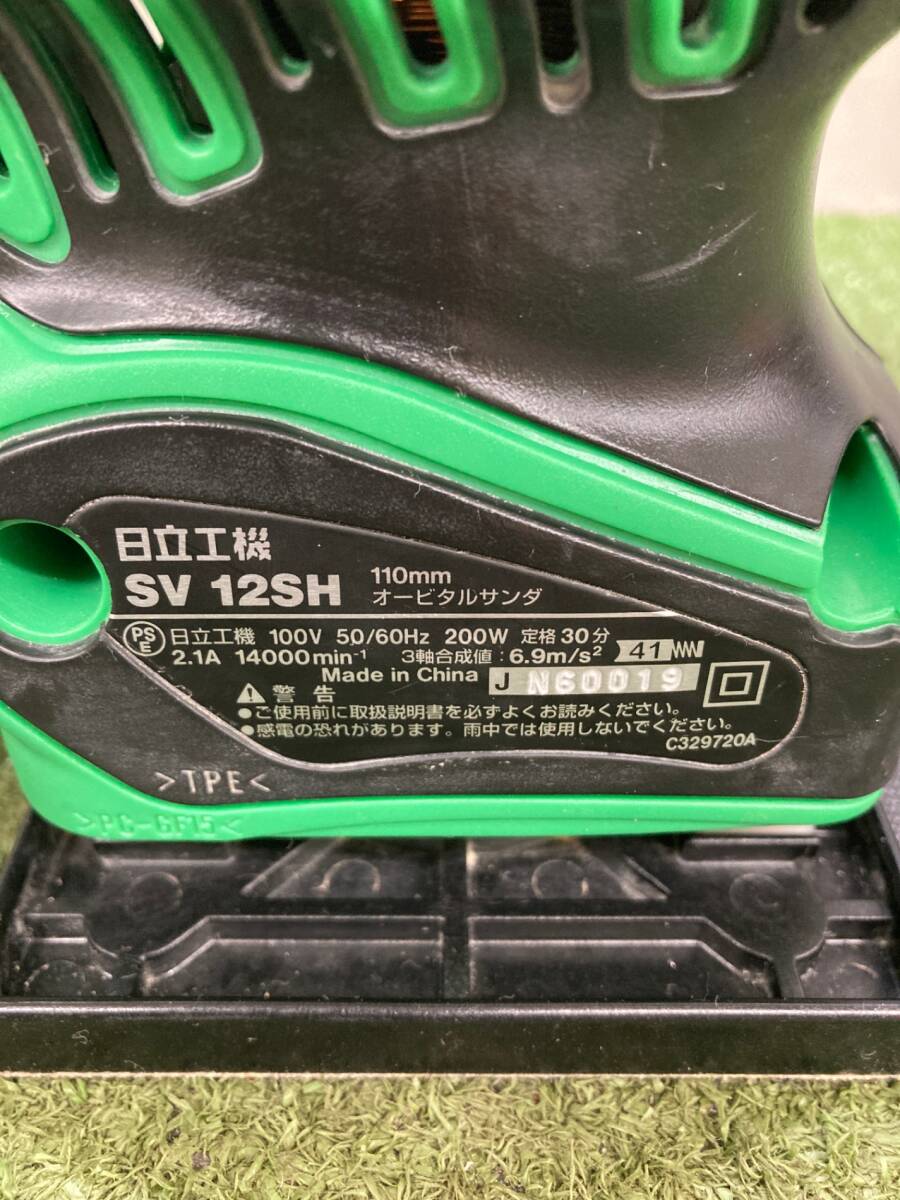 日立工機
SV 12SH 110mm オービタルサンダ
PS E 日立工機 100V 50/60Hz 200W 定格30分
2.1A 14000min⁻¹ 3軸合成値:6.9m/s² 41
Made in China J N60019
警告
●ご使用前に取扱説明書を必ずよくお読みください。
●感電の恐れがあります。雨中では使用しないでください。
C329720A
>TPE<
>PC-GF15<